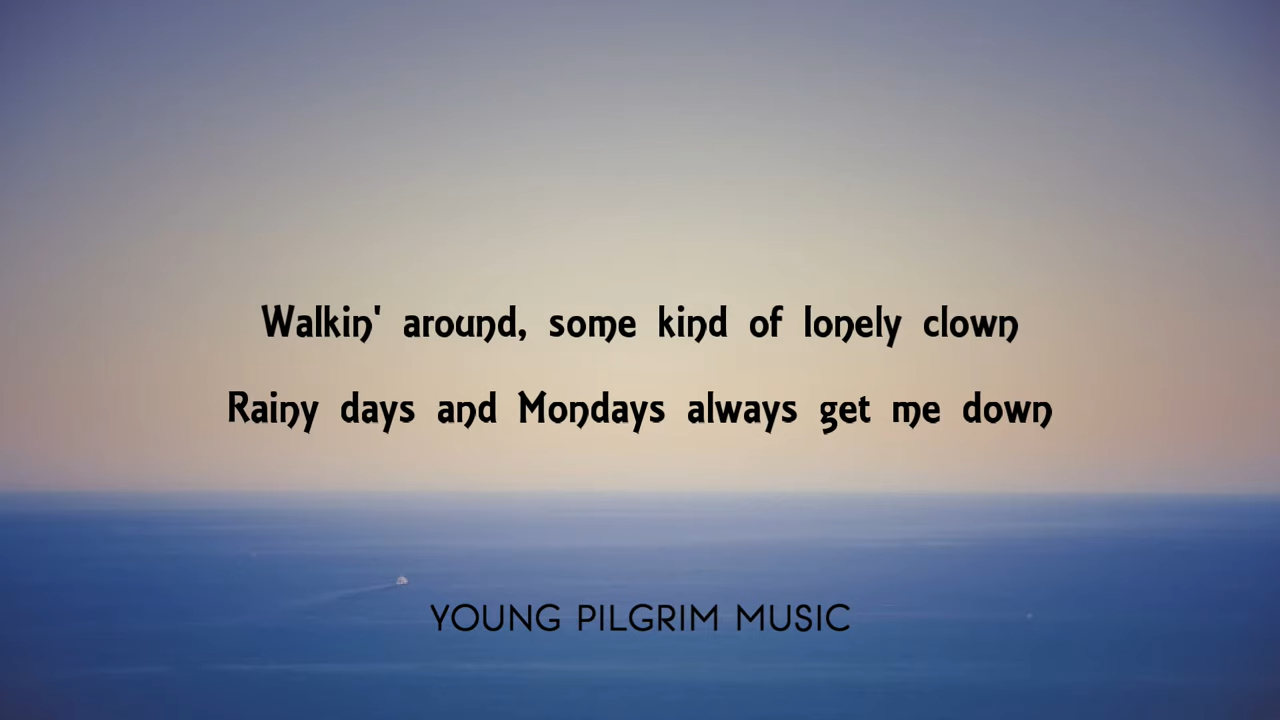 Walkin' around, some kind of lonely clown
Rainy days and Mondays always get me down
YOUNG PILGRIM MUSIC